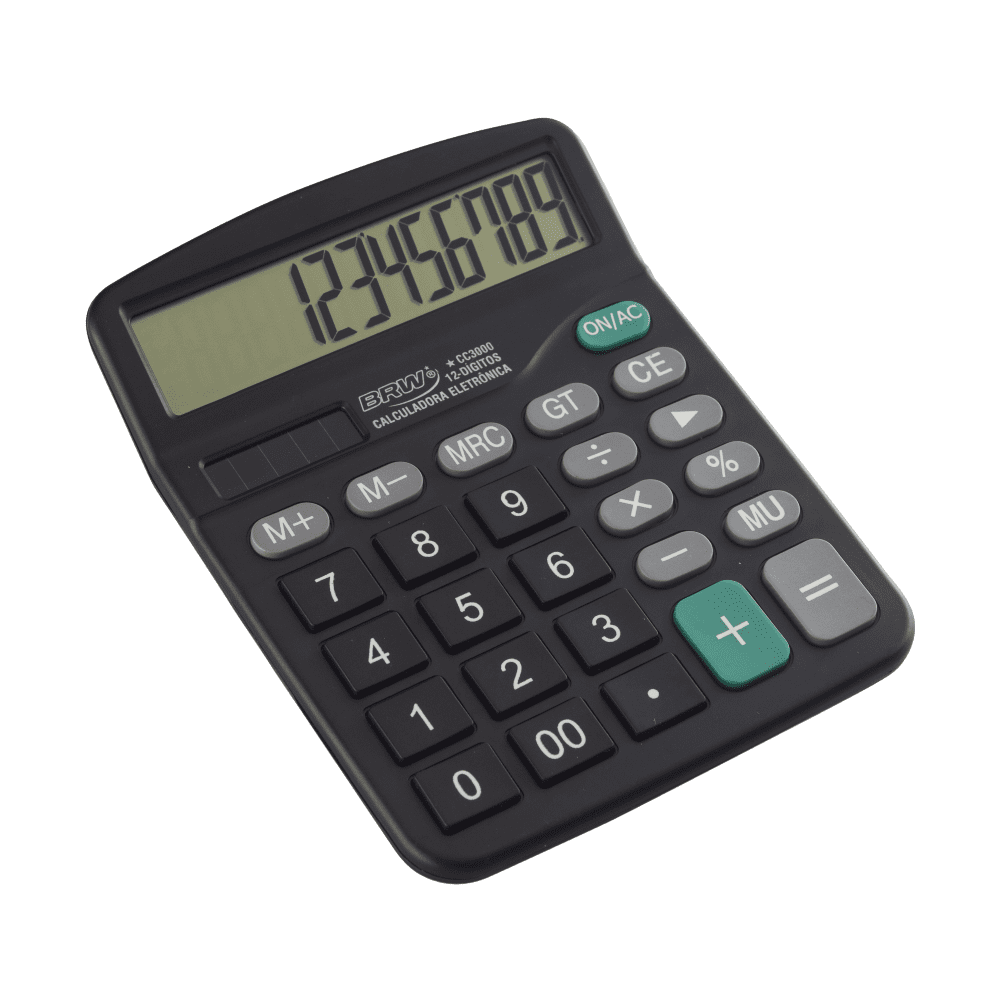 123456789.
BRW® ★ CC3000
12-DIGITOS
CALCULADORA ELETRÔNICA
ON/AC
M+ M− MRC GT CE
7 8 9 ÷ ▶
4 5 6 × %
1 2 3 − MU
0 00 . + =